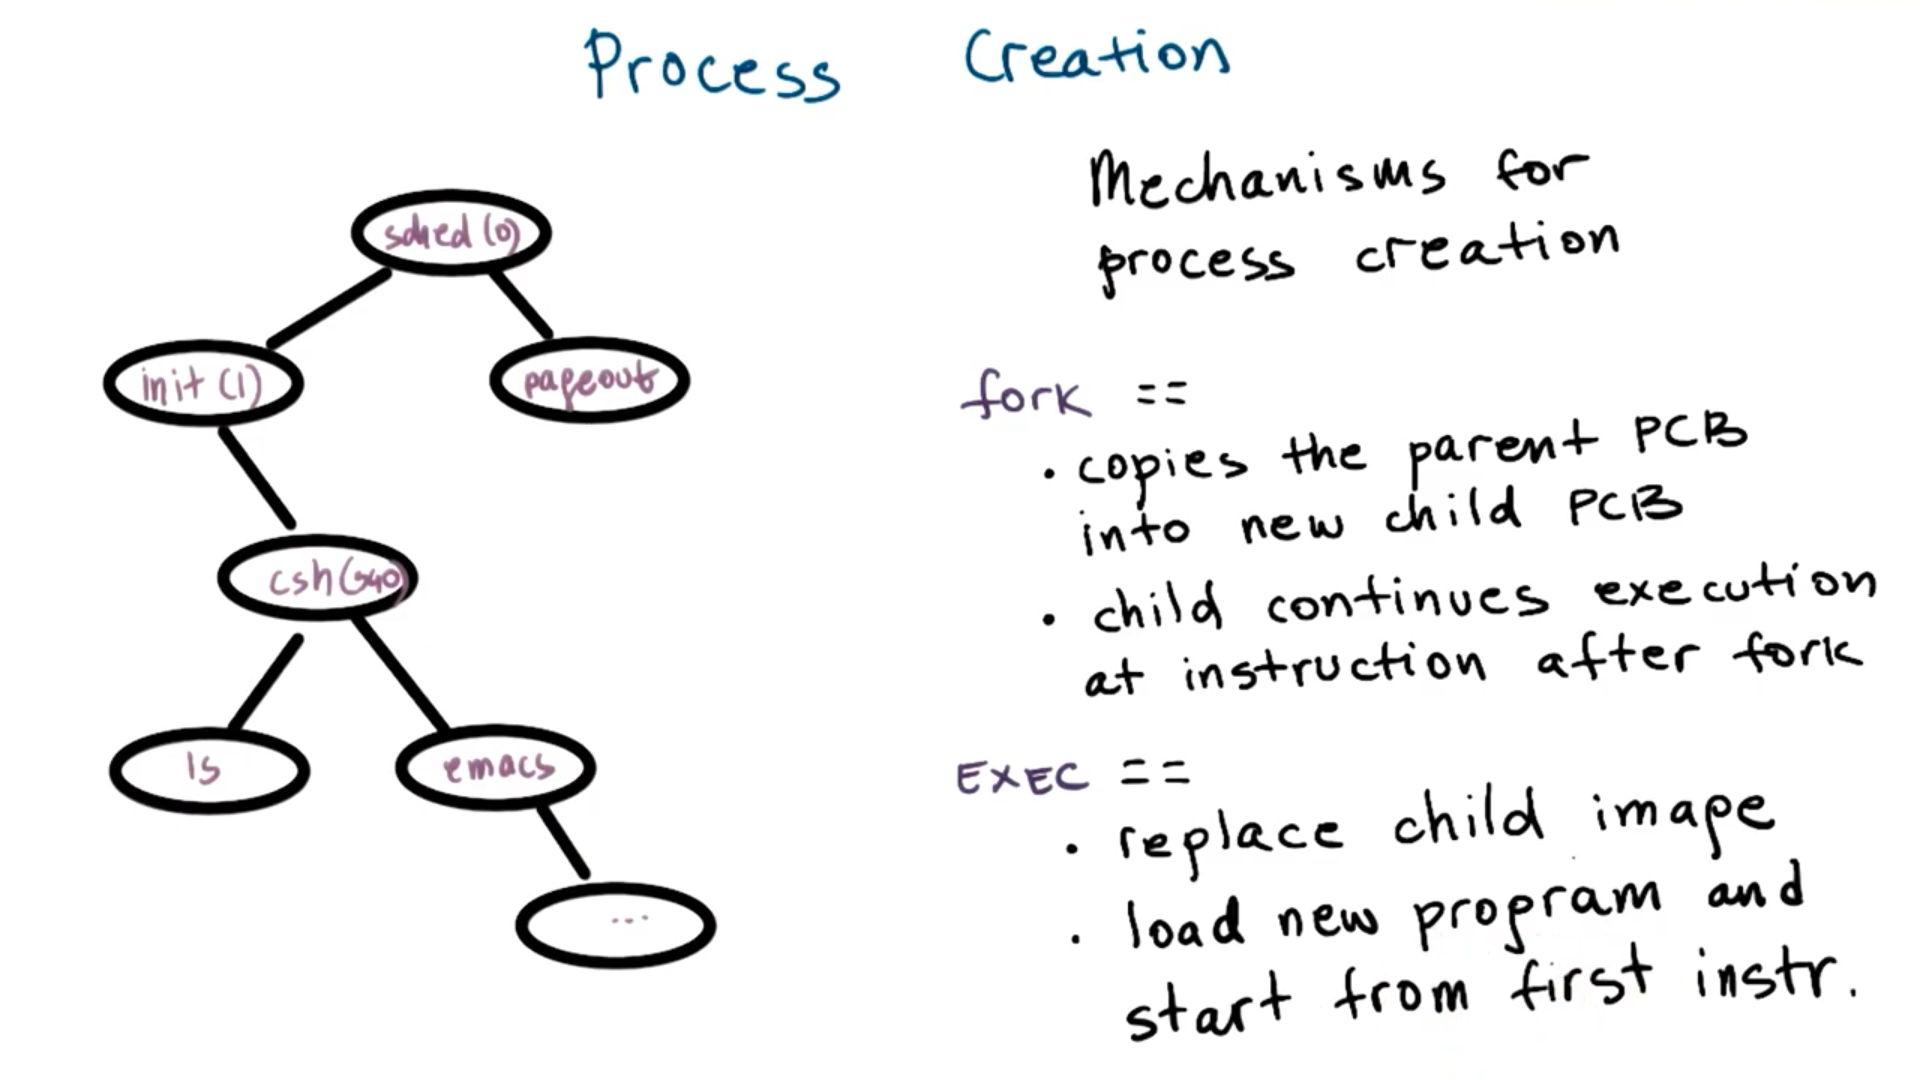 Process Creation
sched (0)
init (1)
pageout
csh
ls
emacs
...
Mechanisms for
process creation
fork ==
• copies the parent PCB
into new child PCB
• child continues execution
at instruction after fork
EXEC ==
• replace child image
• load new program and
start from first instr.